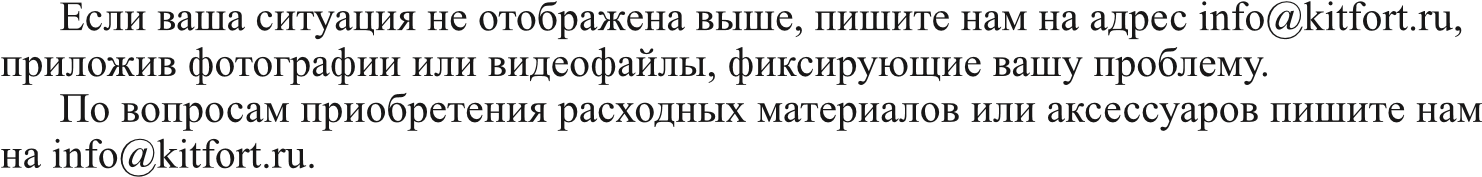 Если ваша ситуация не отображена выше, пишите нам на адрес info@kitfort.ru,
приложив фотографии или видеофайлы, фиксирующие вашу проблему.
По вопросам приобретения расходных материалов или аксессуаров пишите нам
на info@kitfort.ru.